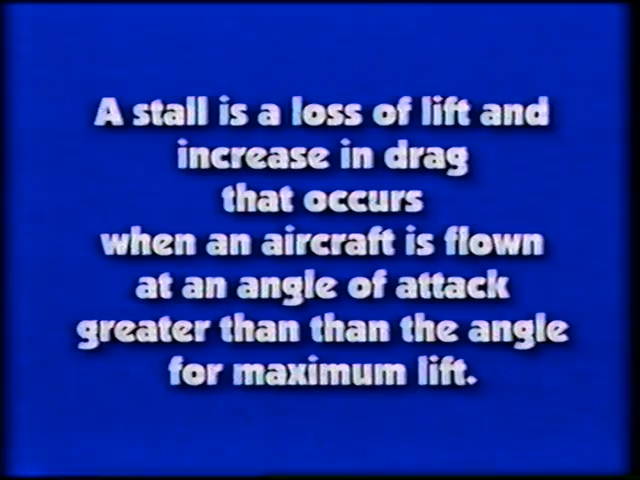 A stall is a loss of lift and
increase in drag
that occurs
when an aircraft is flown
at an angle of attack
greater than than the angle
for maximum lift.